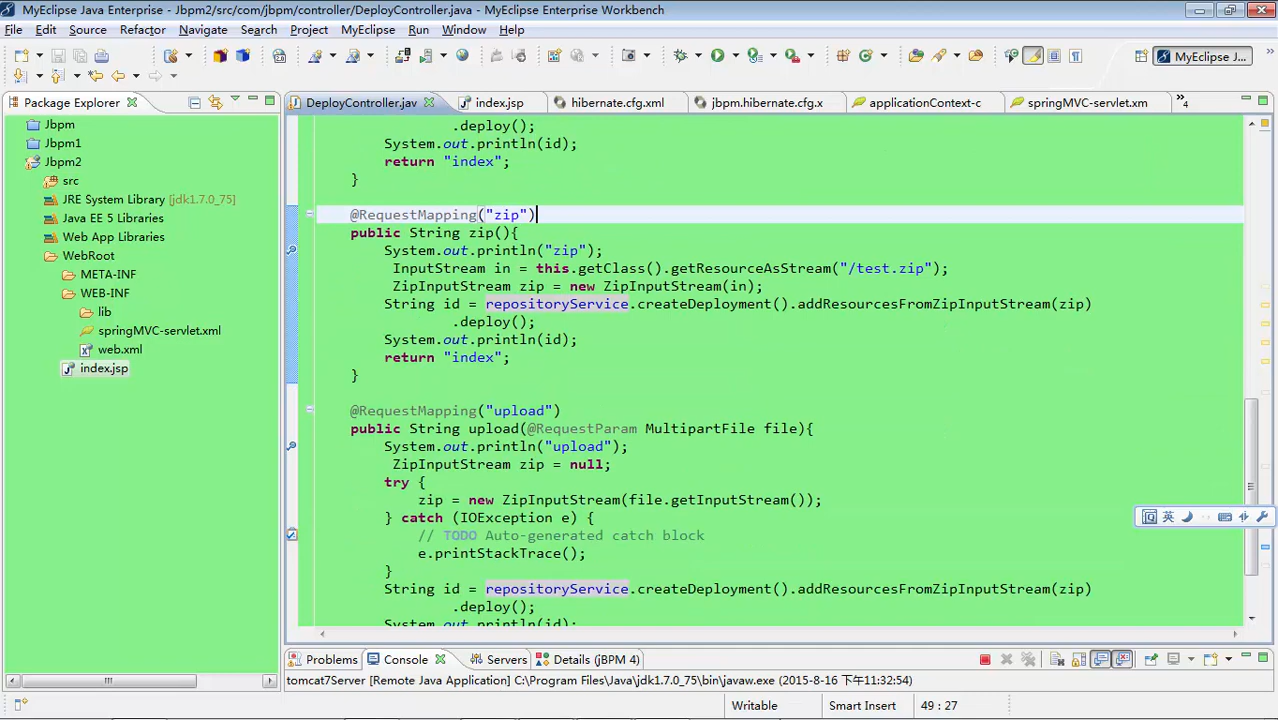 MyEclipse Java Enterprise - Jbpm2/src/com/jbpm/controller/DeployController.java - MyEclipse Enterprise Workbench
File Edit Source Refactor Navigate Search Project MyEclipse Run Window Help
MyEclipse J...
Package Explorer
DeployController.jav
index.jsp
hibernate.cfg.xml
jbpm.hibernate.cfg.x
applicationContext-c
springMVC-servlet.xm
»4
Jbpm
Jbpm1
Jbpm2
src
JRE System Library [jdk1.7.0_75]
Java EE 5 Libraries
Web App Libraries
WebRoot
META-INF
WEB-INF
lib
springMVC-servlet.xml
web.xml
index.jsp
.deploy();
System.out.println(id);
return "index";
}
@RequestMapping("zip")
public String zip(){
System.out.println("zip");
InputStream in = this.getClass().getResourceAsStream("/test.zip");
ZipInputStream zip = new ZipInputStream(in);
String id = repositoryService.createDeployment().addResourcesFromZipInputStream(zip)
.deploy();
System.out.println(id);
return "index";
}
@RequestMapping("upload")
public String upload(@RequestParam MultipartFile file){
System.out.println("upload");
ZipInputStream zip = null;
try {
zip = new ZipInputStream(file.getInputStream());
} catch (IOException e) {
// TODO Auto-generated catch block
e.printStackTrace();
}
String id = repositoryService.createDeployment().addResourcesFromZipInputStream(zip)
.deploy();
System.out.println(id);
英
Problems Console Servers Details (jBPM 4)
tomcat7Server [Remote Java Application] C:\Program Files\Java\jdk1.7.0_75\bin\javaw.exe (2015-8-16 下午11:32:54)
Writable Smart Insert 49 : 27